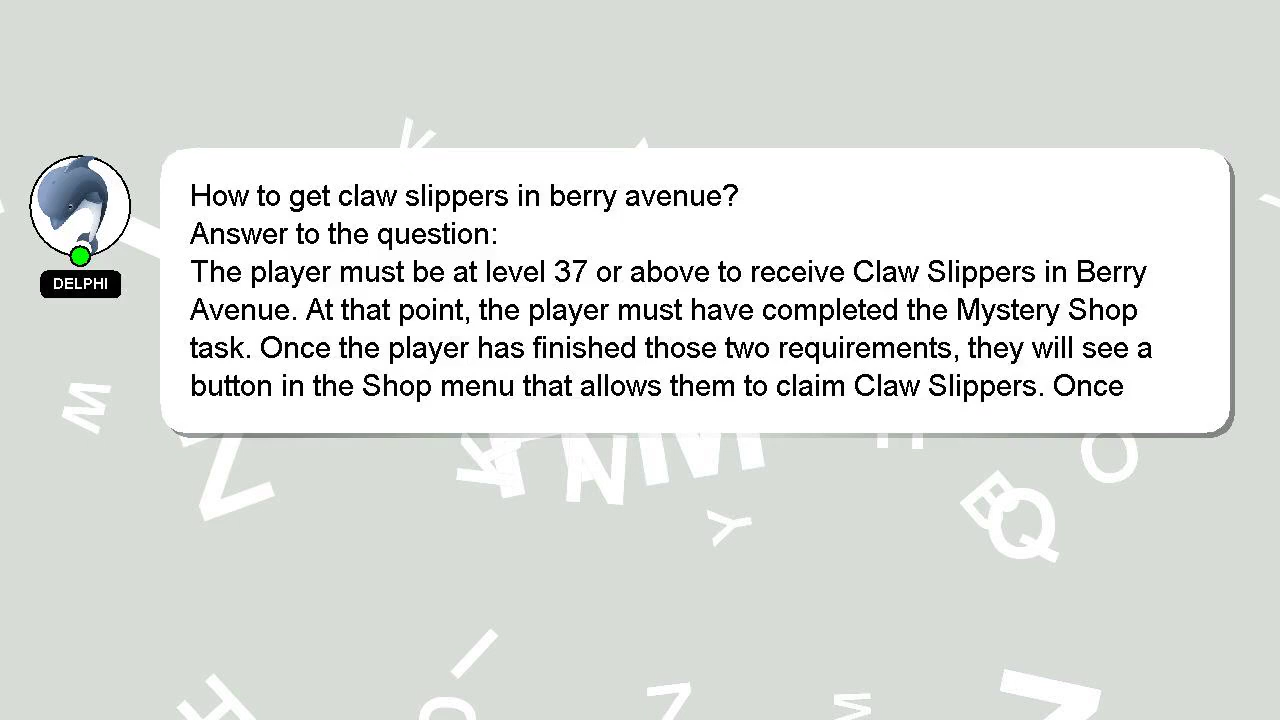 How to get claw slippers in berry avenue?
Answer to the question:
The player must be at level 37 or above to receive Claw Slippers in Berry
Avenue. At that point, the player must have completed the Mystery Shop
task. Once the player has finished those two requirements, they will see a
button in the Shop menu that allows them to claim Claw Slippers. Once
DELPHI
W
Z
N
M
Y
B
Q
O